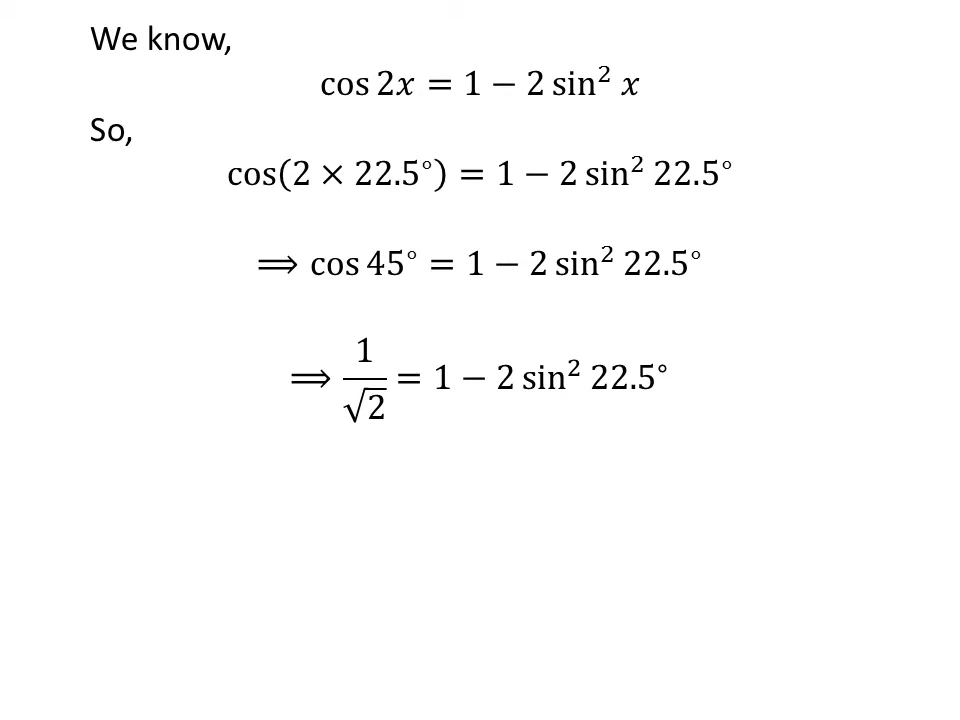 We know,
cos 2x = 1 − 2 sin² x
So,
cos(2 × 22.5°) = 1 − 2 sin² 22.5°
⟹ cos 45° = 1 − 2 sin² 22.5°
⟹ 1/√2 = 1 − 2 sin² 22.5°